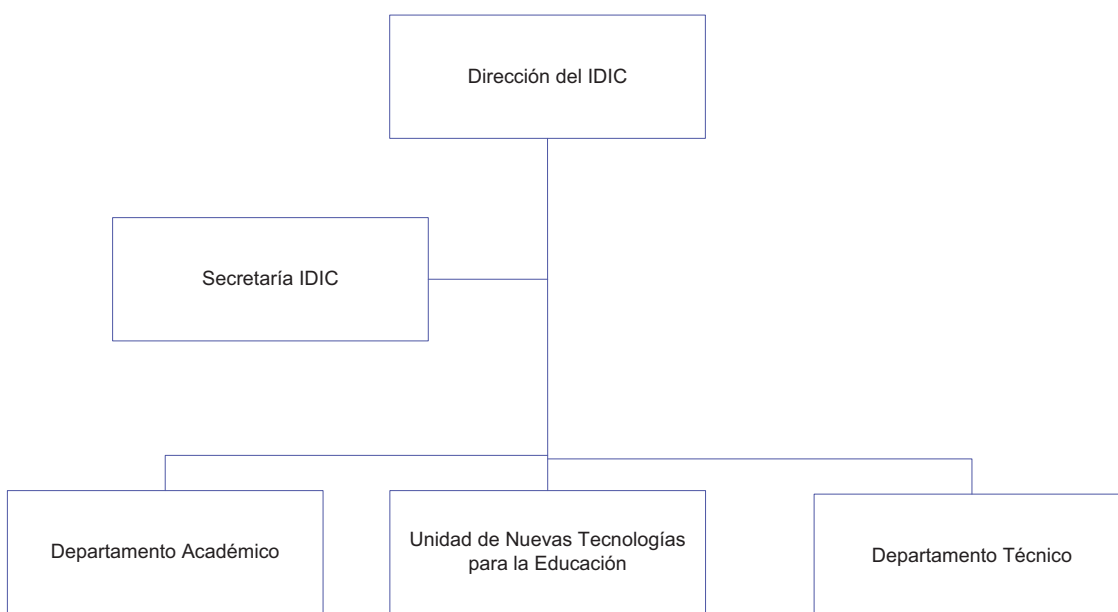 Dirección del IDIC
Secretaría IDIC
Departamento Académico
Unidad de Nuevas Tecnologías
para la Educación
Departamento Técnico